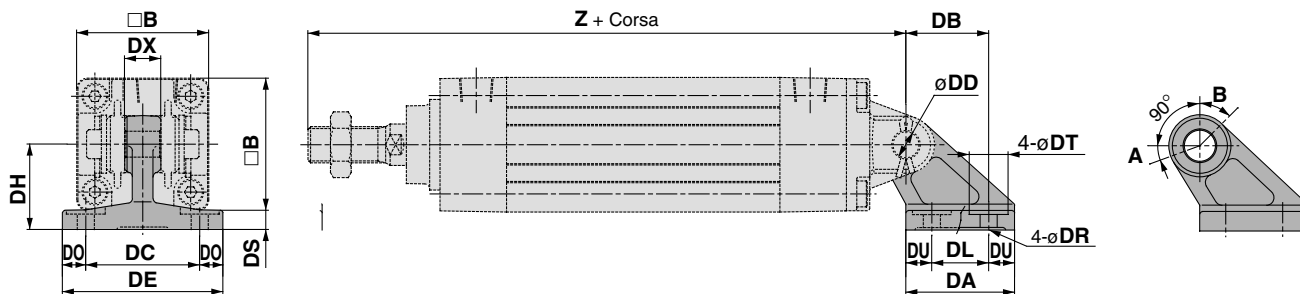 □B
DX
□B
DH
DS
DO
DC
DO
DE
Z + Corsa
DB
øDD
4-øDT
4-øDR
DU
DL
DU
DA
90°
B
A